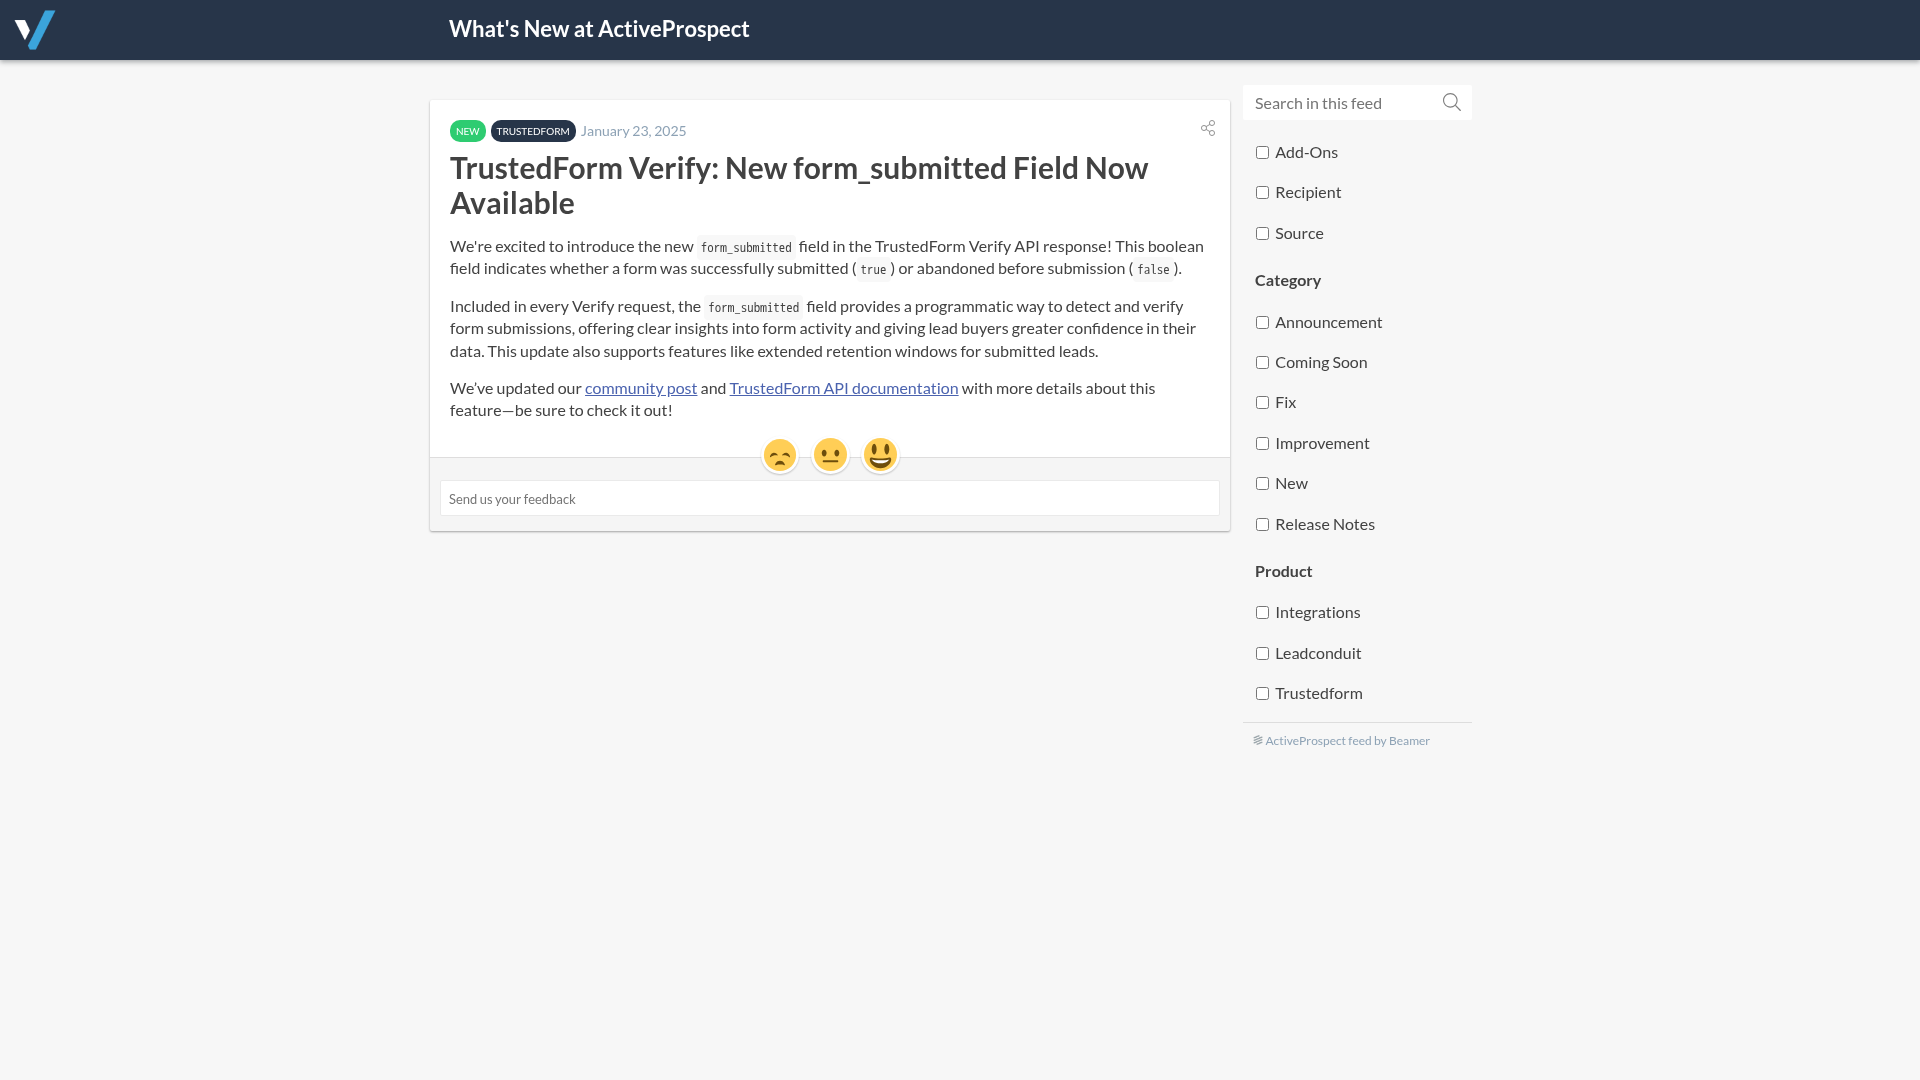 What's New at ActiveProspect
NEW TRUSTEDFORM January 23, 2025
TrustedForm Verify: New form_submitted Field Now
Available
We're excited to introduce the new form_submitted field in the TrustedForm Verify API response! This boolean
field indicates whether a form was successfully submitted ( true ) or abandoned before submission ( false ).
Included in every Verify request, the form_submitted field provides a programmatic way to detect and verify
form submissions, offering clear insights into form activity and giving lead buyers greater confidence in their
data. This update also supports features like extended retention windows for submitted leads.
We’ve updated our community post and TrustedForm API documentation with more details about this
feature—be sure to check it out!
Send us your feedback
Search in this feed
Add-Ons
Recipient
Source
Category
Announcement
Coming Soon
Fix
Improvement
New
Release Notes
Product
Integrations
Leadconduit
Trustedform
ActiveProspect feed by Beamer